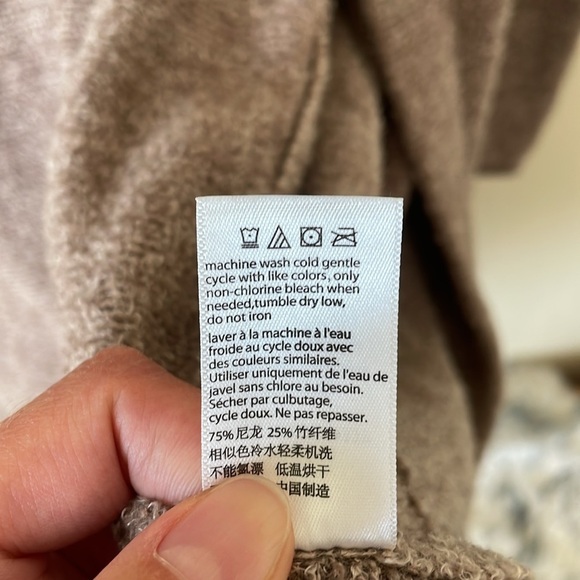 machine wash cold gentle
cycle with like colors, only
non-chlorine bleach when
needed,tumble dry low,
do not iron
laver à la machine à l'eau
froide au cycle doux avec
des couleurs similaires.
Utiliser uniquement de l'eau de
javel sans chlore au besoin.
Sécher par culbutage,
cycle doux. Ne pas repasser.
75% 尼龙 25% 竹纤维
相似色冷水轻柔机洗
不能氯漂 低温烘干
中国制造